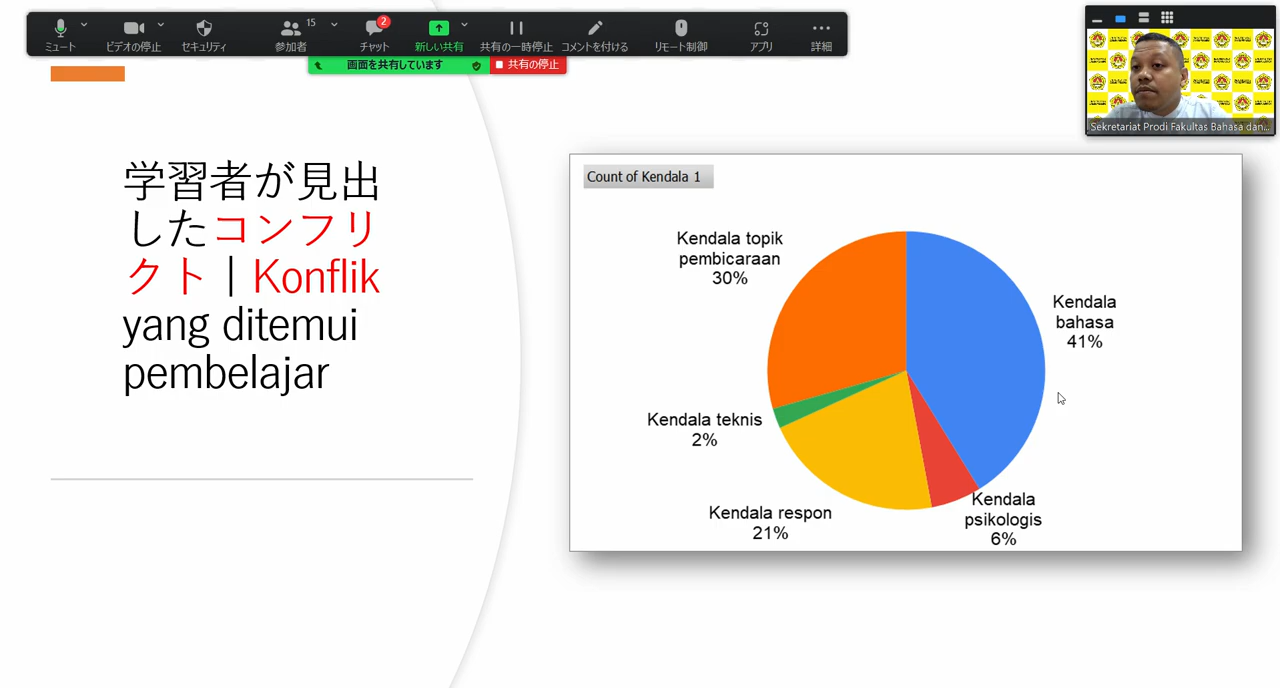 15
2
ミュート
ビデオの停止
セキュリティ
参加者
チャット
新しい共有
共有の一時停止
コメントを付ける
リモート制御
アプリ
詳細
画面を共有しています
共有の停止
Sekretariat Prodi Fakultas Bahasa dan...
学習者が見出
したコンフリ
クト | Konflik
yang ditemui
pembelajar
Count of Kendala 1
Kendala topik
pembicaraan
30%
Kendala
bahasa
41%
Kendala teknis
2%
Kendala respon
21%
Kendala
psikologis
6%